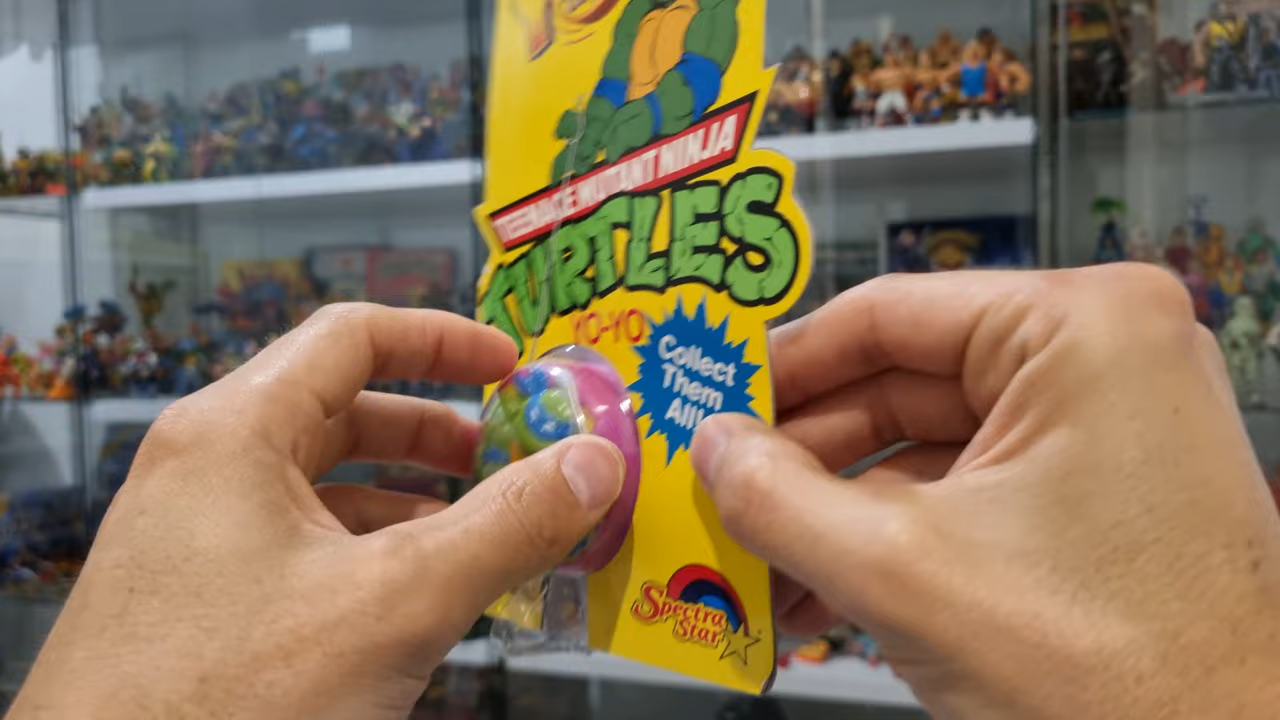 TEENAGE MUTANT NINJA
TURTLES
YO-YO
Collect
Them
All!
Spectra
Star